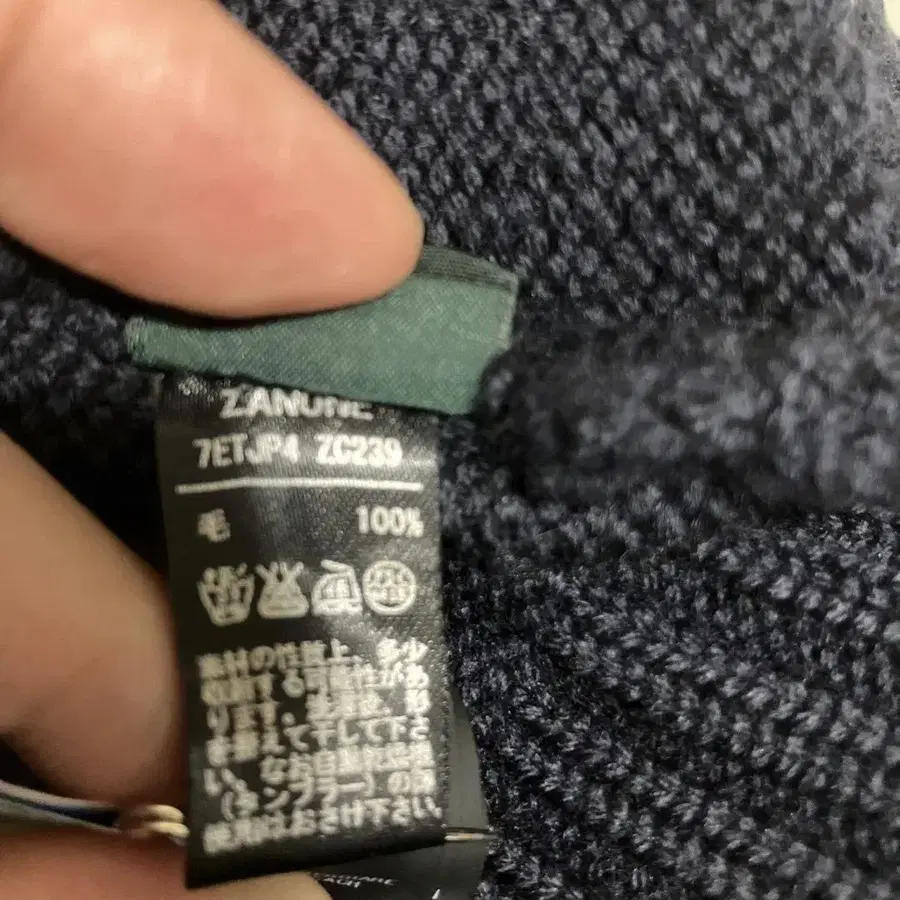 ZANONE
7ETJP4 ZG239
毛 100%
素材の性質上、多少
収縮する可能性があ
ります。洗濯後、形
を整えて干して下さ
い。なお自動乾燥機
(タンブラー)の御
使用はおさけ下さい